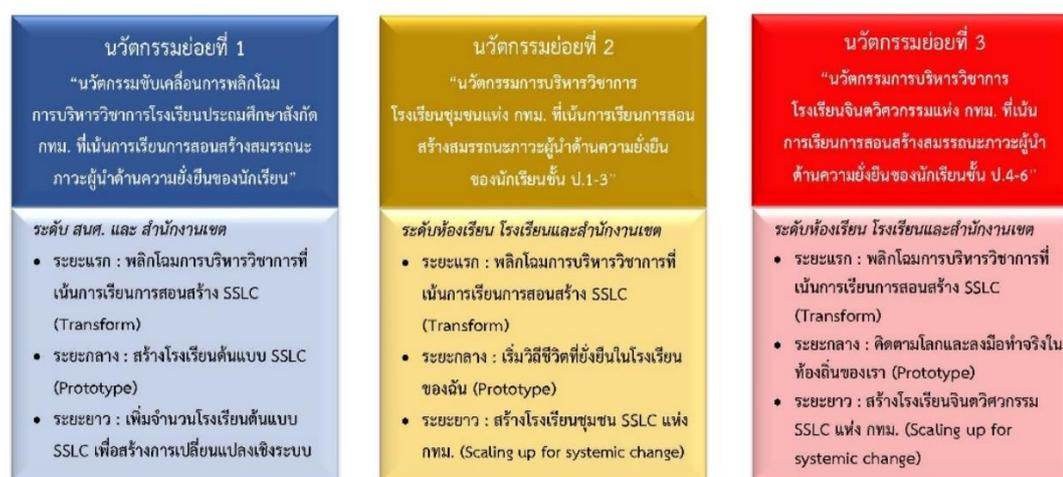 นวัตกรรมย่อยที่ 1
“นวัตกรรมขับเคลื่อนการพลิกโฉม
การบริหารวิชาการโรงเรียนประถมศึกษาสังกัด
กทม. ที่เน้นการเรียนการสอนสร้างสมรรถนะ
ภาวะผู้นำด้านความยั่งยืนของนักเรียน”
ระดับ สนศ. และ สำนักงานเขต
• ระยะแรก : พลิกโฉมการบริหารวิชาการที่
เน้นการเรียนการสอนสร้าง SSLC
(Transform)
• ระยะกลาง : สร้างโรงเรียนต้นแบบ SSLC
(Prototype)
• ระยะยาว : เพิ่มจำนวนโรงเรียนต้นแบบ
SSLC เพื่อสร้างการเปลี่ยนแปลงเชิงระบบ
นวัตกรรมย่อยที่ 2
“นวัตกรรมการบริหารวิชาการ
โรงเรียนชุมชนแห่ง กทม. ที่เน้นการเรียนการสอน
สร้างสมรรถนะภาวะผู้นำด้านความยั่งยืน
ของนักเรียนชั้น ป.1-3”
ระดับห้องเรียน โรงเรียนและสำนักงานเขต
• ระยะแรก : พลิกโฉมการบริหารวิชาการที่
เน้นการเรียนการสอนสร้าง SSLC
(Transform)
• ระยะกลาง : เริ่มวิถีชีวิตที่ยั่งยืนในโรงเรียน
ของฉัน (Prototype)
• ระยะยาว : สร้างโรงเรียนชุมชน SSLC แห่ง
กทม. (Scaling up for systemic change)
นวัตกรรมย่อยที่ 3
“นวัตกรรมการบริหารวิชาการ
โรงเรียนจินตวิศวกรรมแห่ง กทม. ที่เน้น
การเรียนการสอนสร้างสมรรถนะภาวะผู้นำ
ด้านความยั่งยืนของนักเรียนชั้น ป.4-6”
ระดับห้องเรียน โรงเรียนและสำนักงานเขต
• ระยะแรก : พลิกโฉมการบริหารวิชาการที่
เน้นการเรียนการสอนสร้าง SSLC
(Transform)
• ระยะกลาง : คิดตามโลกและลงมือทำจริงใน
ท้องถิ่นของเรา (Prototype)
• ระยะยาว : สร้างโรงเรียนจินตวิศวกรรม
SSLC แห่ง กทม. (Scaling up for
systemic change)